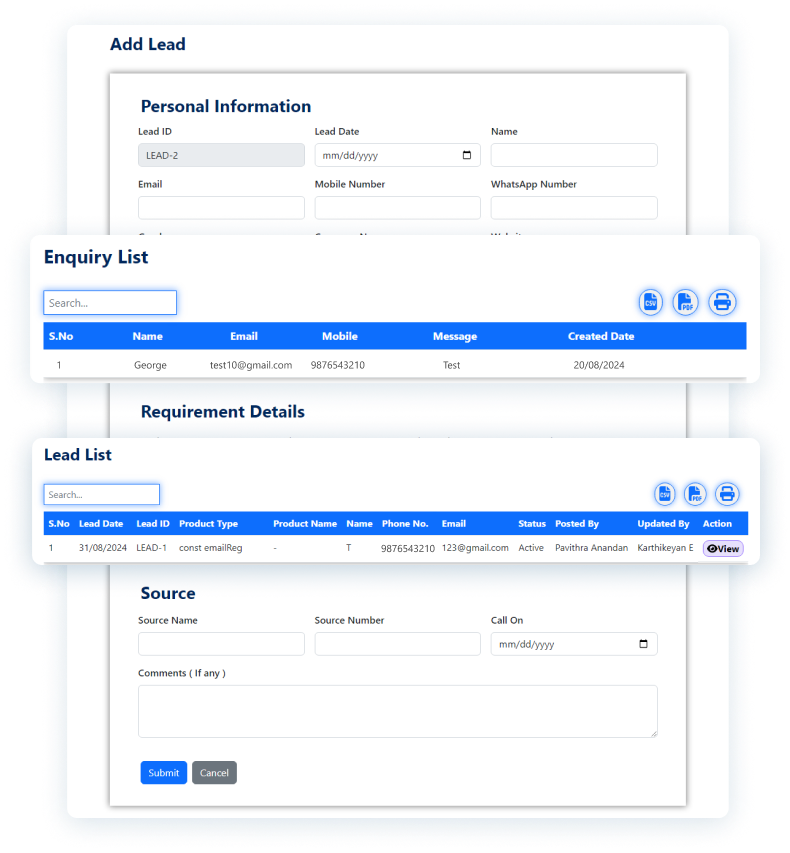 Add Lead
Personal Information
Lead ID Lead Date Name
LEAD-2 mm/dd/yyyy
Email Mobile Number WhatsApp Number
Enquiry List
Search...
CSV PDF
S.No Name Email Mobile Message Created Date
1 George test10@gmail.com 9876543210 Test 20/08/2024
Requirement Details
Lead List
Search...
CSV PDF
S.No Lead Date Lead ID Product Type Product Name Name Phone No. Email Status Posted By Updated By Action
1 31/08/2024 LEAD-1 const emailReg - T 9876543210 123@gmail.com Active Pavithra Anandan Karthikeyan E View
Source
Source Name Source Number Call On
mm/dd/yyyy
Comments ( If any )
Submit Cancel